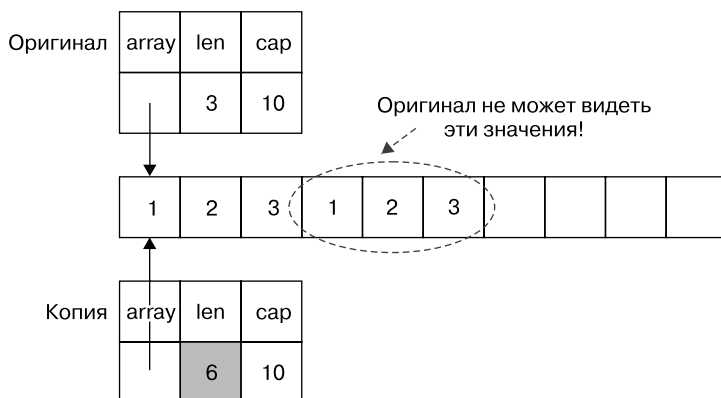 Оригинал array len cap
3 10
Оригинал не может видеть
эти значения!
1 2 3 1 2 3
Копия array len cap
6 10